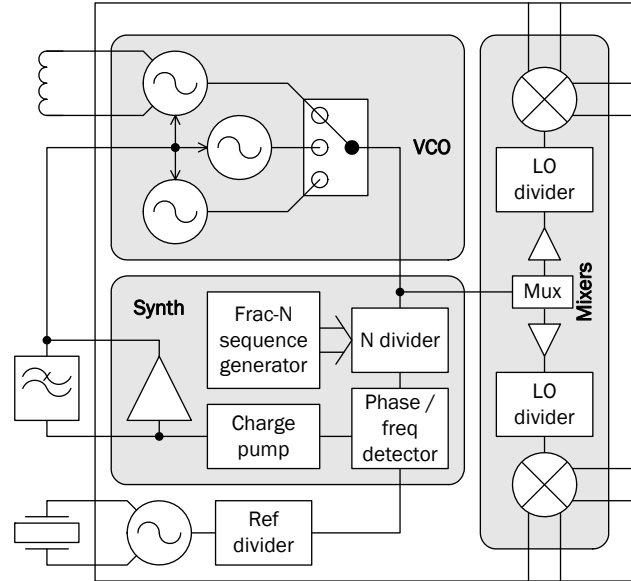 VCO
LO
divider
Mux
Mixers
Synth
Frac-N
sequence
generator
N divider
LO
divider
Charge
pump
Phase /
freq
detector
Ref
divider